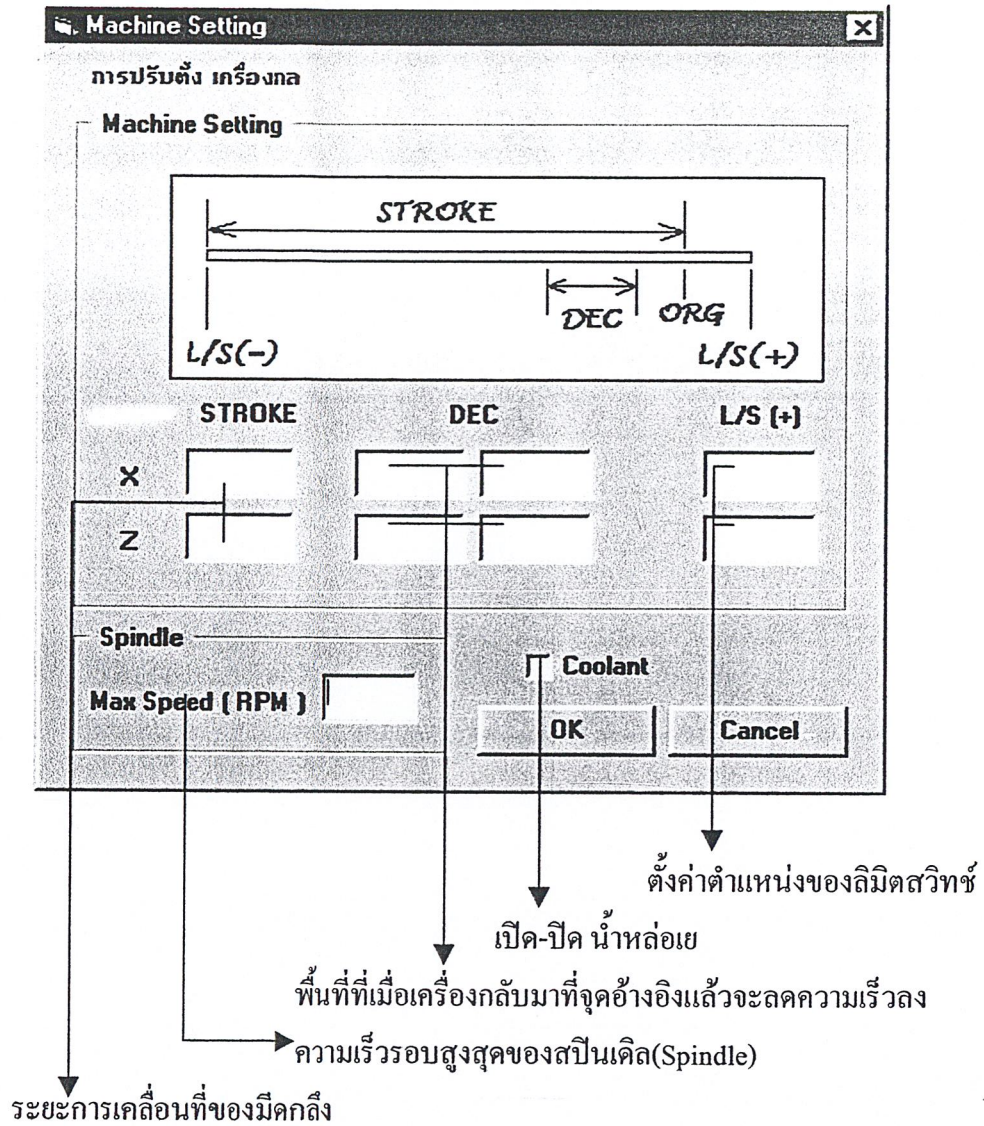 Machine Setting
การปรับตั้ง เครื่องกล
Machine Setting
STROKE
DEC
ORG
L/S(-)
L/S(+)
STROKE DEC L/S (+)
X
Z
Spindle
Coolant
Max Speed ( RPM )
OK Cancel
ตั้งค่าตำแหน่งของลิมิตสวิทช์
เปิด-ปิด น้ำหล่อเย
พื้นที่ที่เมื่อเครื่องกลับมาที่จุดอ้างอิงแล้วจะลดความเร็วลง
ความเร็วรอบสูงสุดของสปินเดิล(Spindle)
ระยะการเคลื่อนที่ของมีดกลึง